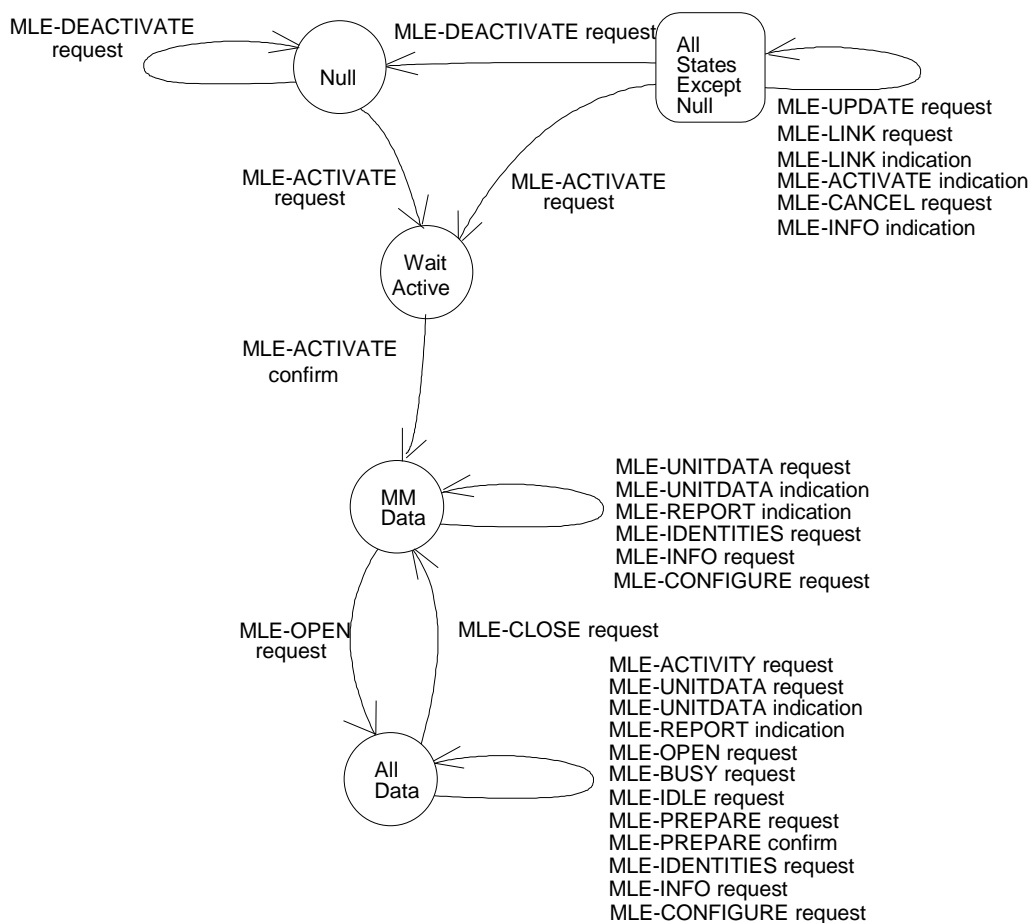 MLE-DEACTIVATE
request
Null
MLE-DEACTIVATE request
All
States
Except
Null
MLE-UPDATE request
MLE-LINK request
MLE-LINK indication
MLE-ACTIVATE indication
MLE-CANCEL request
MLE-INFO indication
MLE-ACTIVATE
request
MLE-ACTIVATE
request
Wait
Active
MLE-ACTIVATE
confirm
MM
Data
MLE-UNITDATA request
MLE-UNITDATA indication
MLE-REPORT indication
MLE-IDENTITIES request
MLE-INFO request
MLE-CONFIGURE request
MLE-OPEN
request
MLE-CLOSE request
All
Data
MLE-ACTIVITY request
MLE-UNITDATA request
MLE-UNITDATA indication
MLE-REPORT indication
MLE-OPEN request
MLE-BUSY request
MLE-IDLE request
MLE-PREPARE request
MLE-PREPARE confirm
MLE-IDENTITIES request
MLE-INFO request
MLE-CONFIGURE request